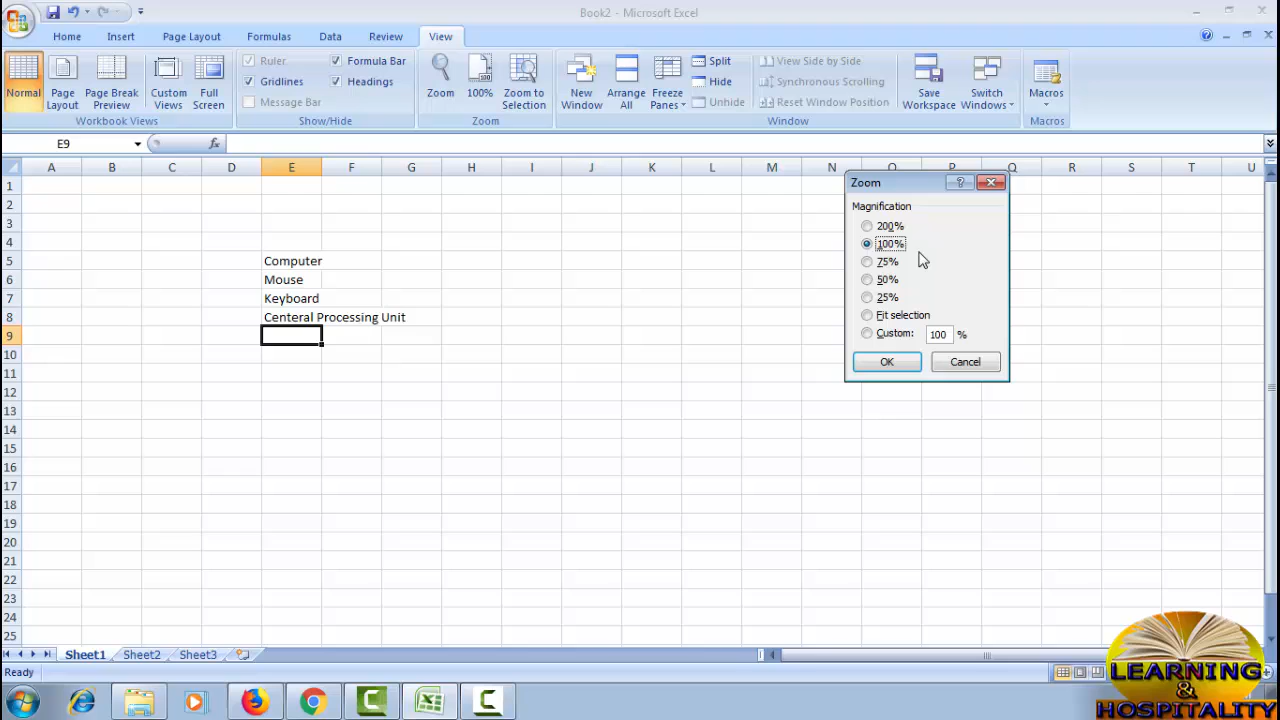 Book2 - Microsoft Excel
Home Insert Page Layout Formulas Data Review View
Normal Page Layout Page Break Preview Custom Views Full Screen
Workbook Views
Ruler Formula Bar
Gridlines Headings
Message Bar
Show/Hide
Zoom 100% Zoom to Selection
Zoom
New Window Arrange All Freeze Panes
Split View Side by Side
Hide Synchronous Scrolling
Unhide Reset Window Position
Window
Save Workspace Switch Windows
Macros
Macros
E9 fx
A B C D E F G H I J K L M N O P Q R S T U
1
2
3
4
5 Computer
6 Mouse
7 Keyboard
8 Centeral Processing Unit
9
10
11
12
13
14
15
16
17
18
19
20
21
22
23
24
25
Zoom
Magnification
200%
100%
75%
50%
25%
Fit selection
Custom: 100 %
OK Cancel
Sheet1 Sheet2 Sheet3
Ready
LEARNING
&
HOSPITALITY